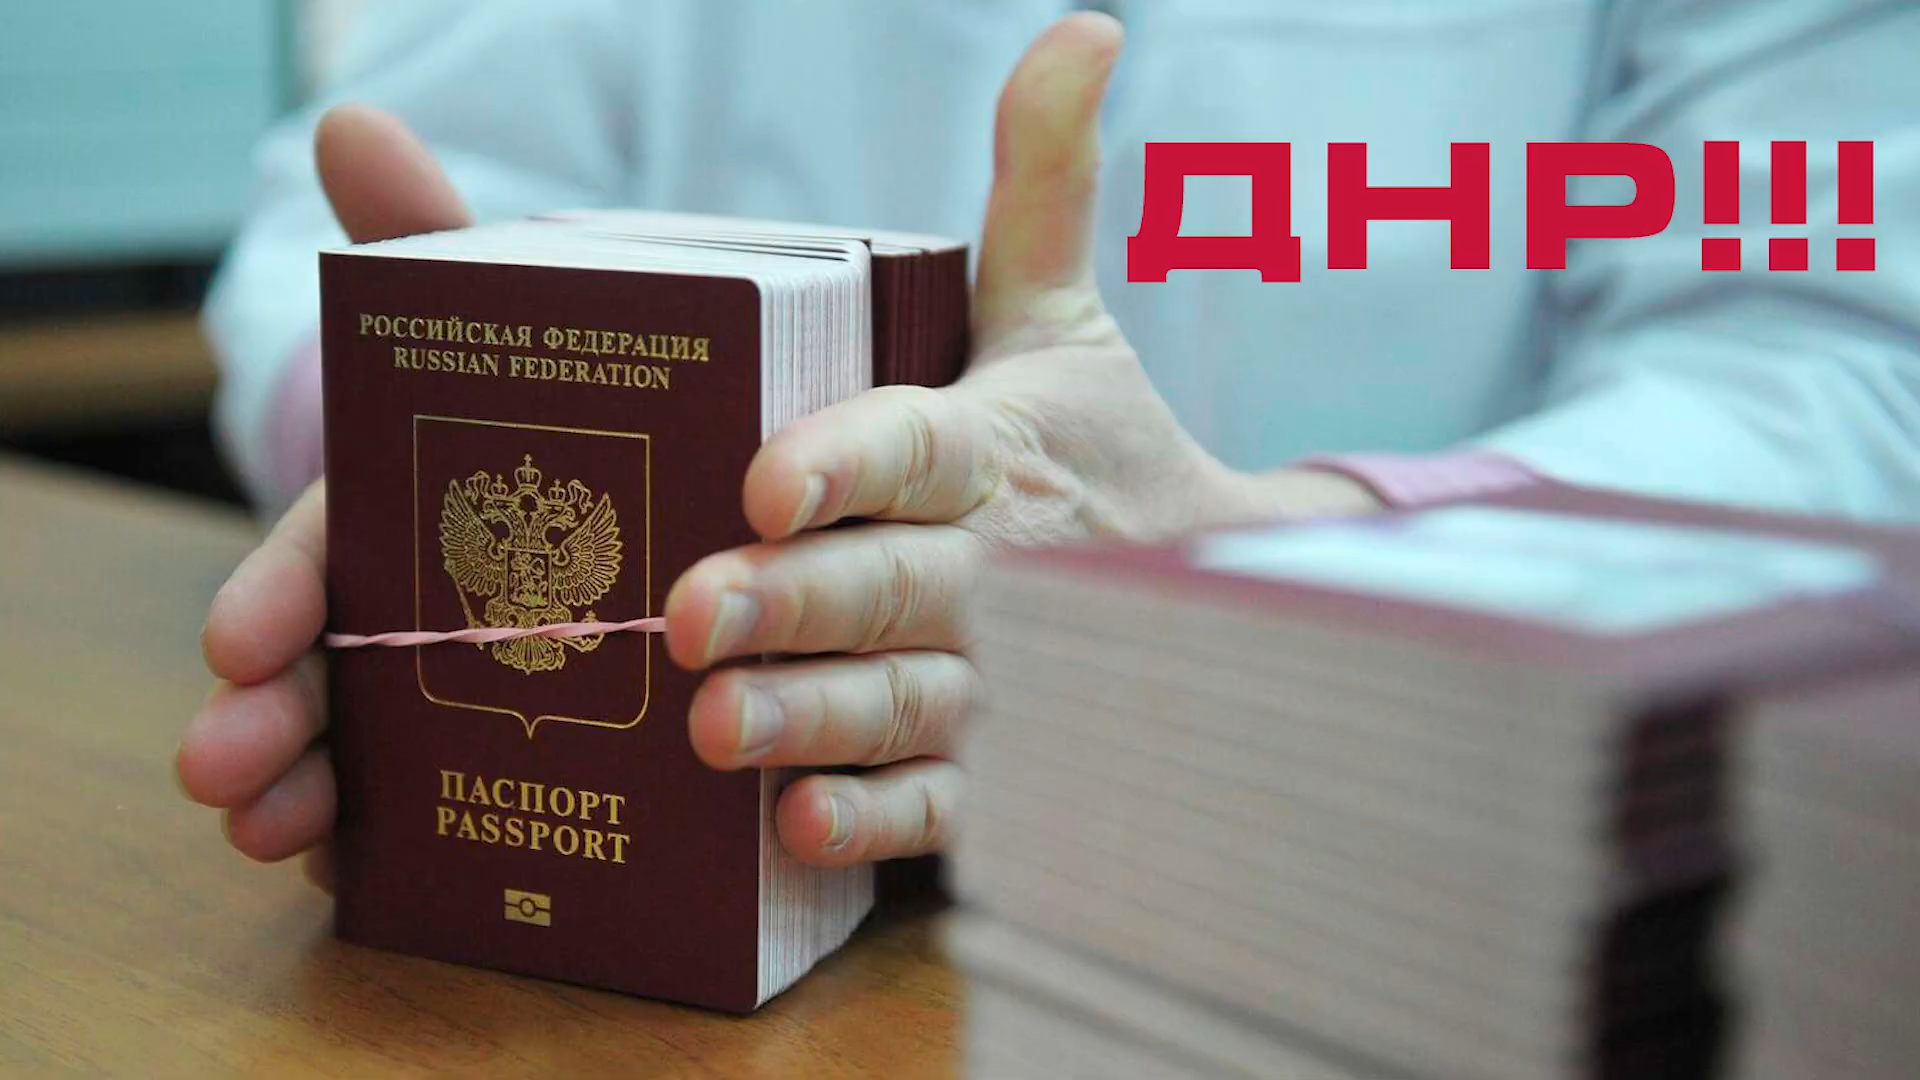 ДНР!!!
РОССИЙСКАЯ ФЕДЕРАЦИЯ
RUSSIAN FEDERATION
ПАСПОРТ
PASSPORT